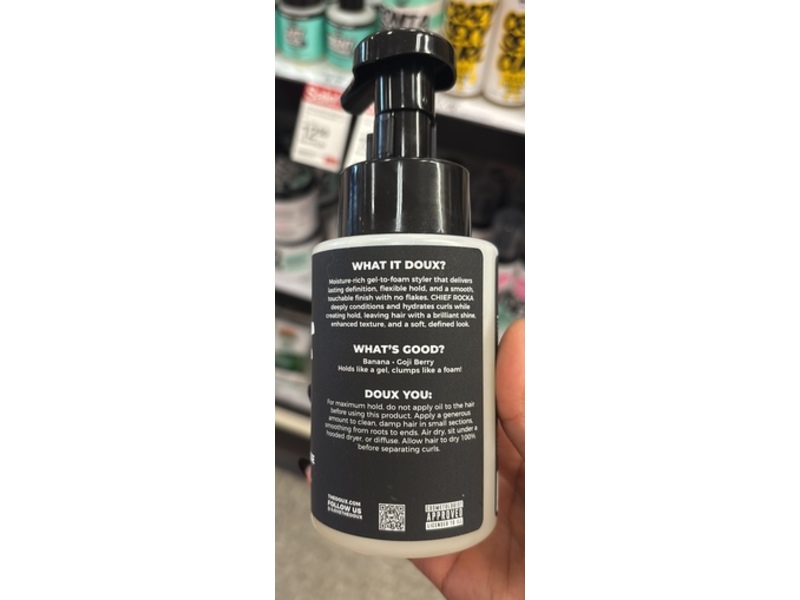 WHAT IT DOUX?
Moisture-rich gel-to-foam styler that delivers
lasting definition, flexible hold, and a smooth,
touchable finish with no flakes. CHIEF ROCKA
deeply conditions and hydrates curls while
creating hold, leaving hair with a brilliant shine,
enhanced texture, and a soft, defined look.
WHAT'S GOOD?
Banana - Goji Berry
Holds like a gel, clumps like a foam!
DOUX YOU:
For maximum hold, do not apply oil to the hair
before using this product. Apply a generous
amount to clean, damp hair in small sections,
smoothing from roots to ends. Air dry, sit under a
hooded dryer, or diffuse. Allow hair to dry 100%
before separating curls.
THEDOUX.COM
FOLLOW US
@ILOVETHEDOUX
COSMETOLOGIST
APPROVED
LICENSED TO ILL